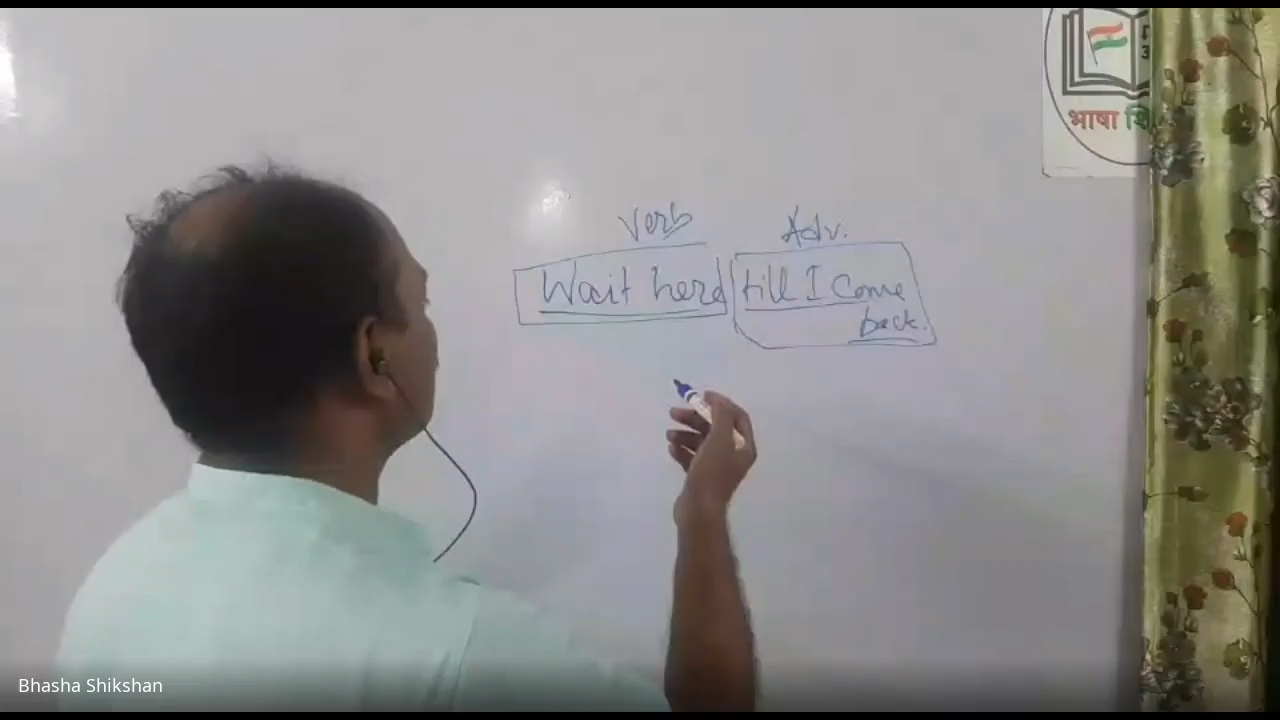 भाषा शि
Verb Adv.
Wait here till I come
back.
Bhasha Shikshan